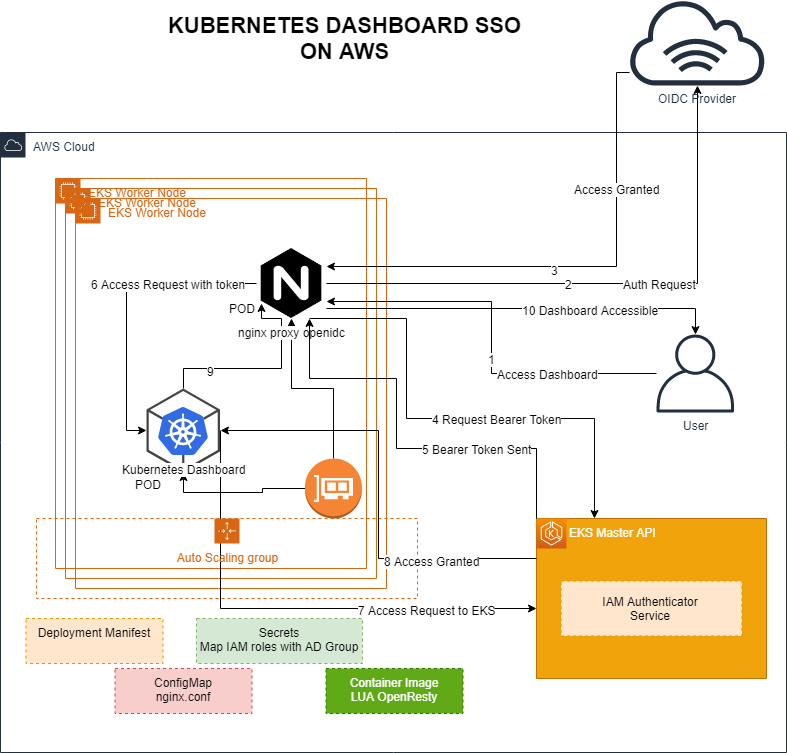 KUBERNETES DASHBOARD SSO
ON AWS
OIDC Provider
AWS Cloud
Access Granted
EKS Worker Node
EKS Worker Node
EKS Worker Node
3
6 Access Request with token
2
Auth Request
N
POD
10 Dashboard Accessible
nginx proxy openidc
1
9
Access Dashboard
4 Request Bearer Token
User
5 Bearer Token Sent
Kubernetes Dashboard
POD
EKS Master API
Auto Scaling group
8 Access Granted
IAM Authenticator
Service
7 Access Request to EKS
Deployment Manifest
Secrets
Map IAM roles with AD Group
ConfigMap
nginx.conf
Container Image
LUA OpenResty